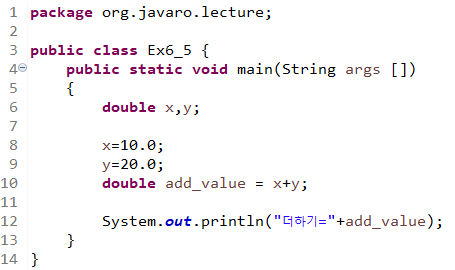 1 package org.javaro.lecture;
2
3 public class Ex6_5 {
4 public static void main(String args [])
5 {
6 double x,y;
7
8 x=10.0;
9 y=20.0;
10 double add_value = x+y;
11
12 System.out.println("더하기="+add_value);
13 }
14 }